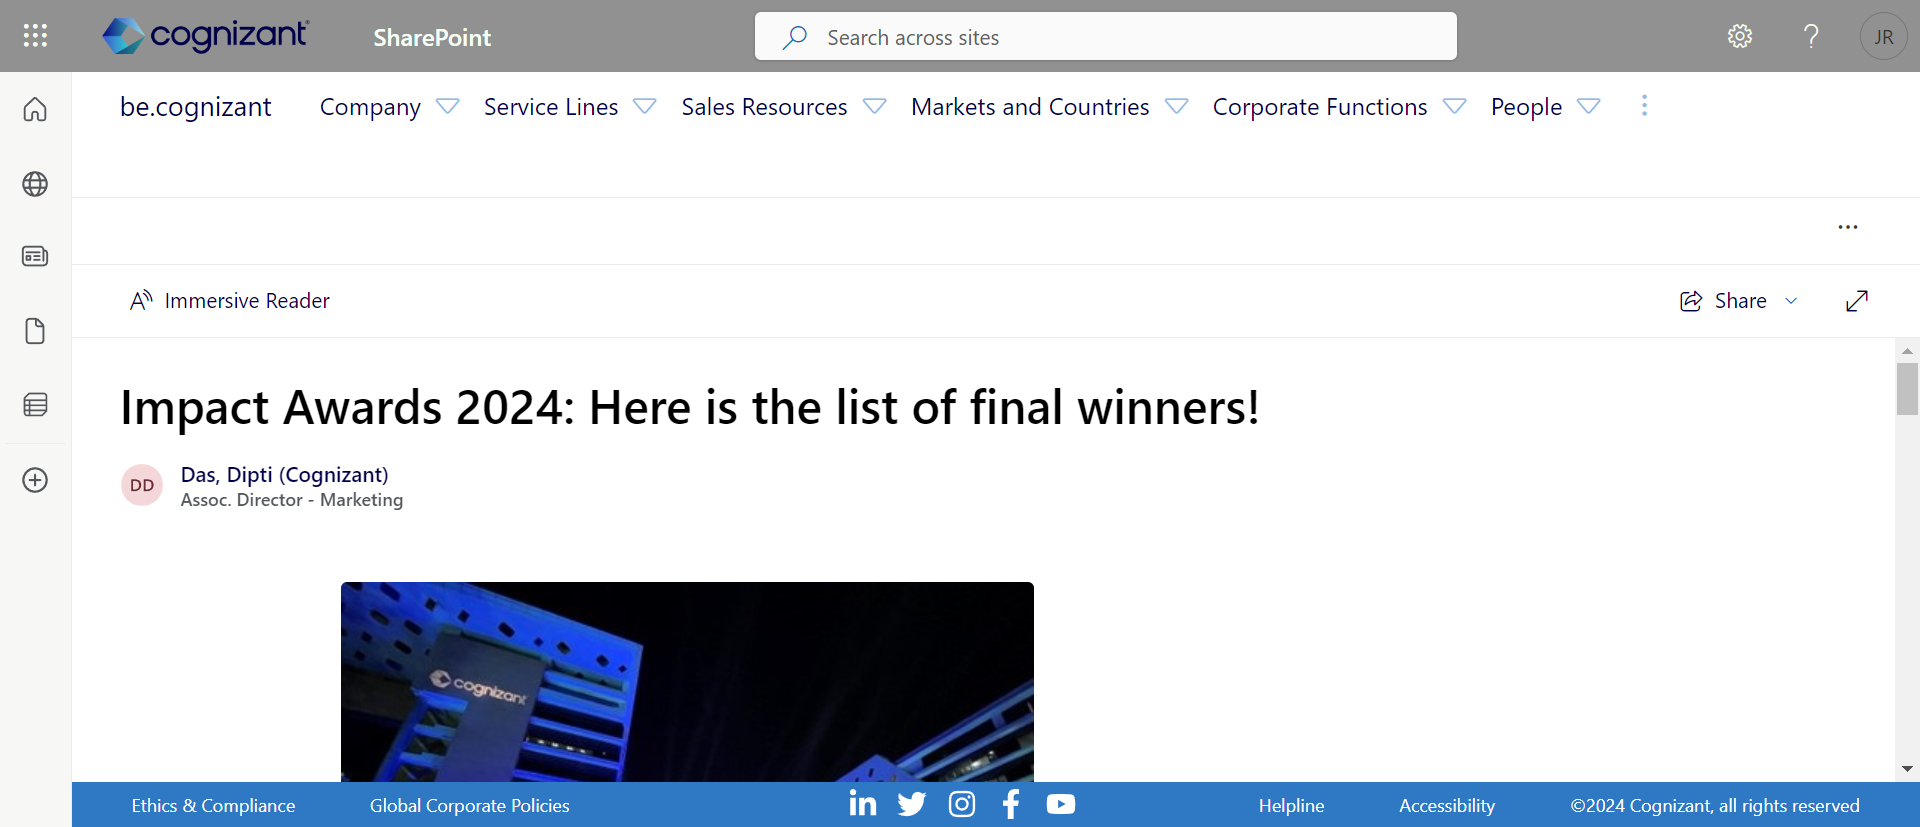 cognizant
SharePoint
Search across sites
JR
be.cognizant
Company
Service Lines
Sales Resources
Markets and Countries
Corporate Functions
People
Immersive Reader
Share
Impact Awards 2024: Here is the list of final winners!
DD
Das, Dipti (Cognizant)
Assoc. Director - Marketing
cognizant
Ethics & Compliance
Global Corporate Policies
Helpline
Accessibility
©2024 Cognizant, all rights reserved